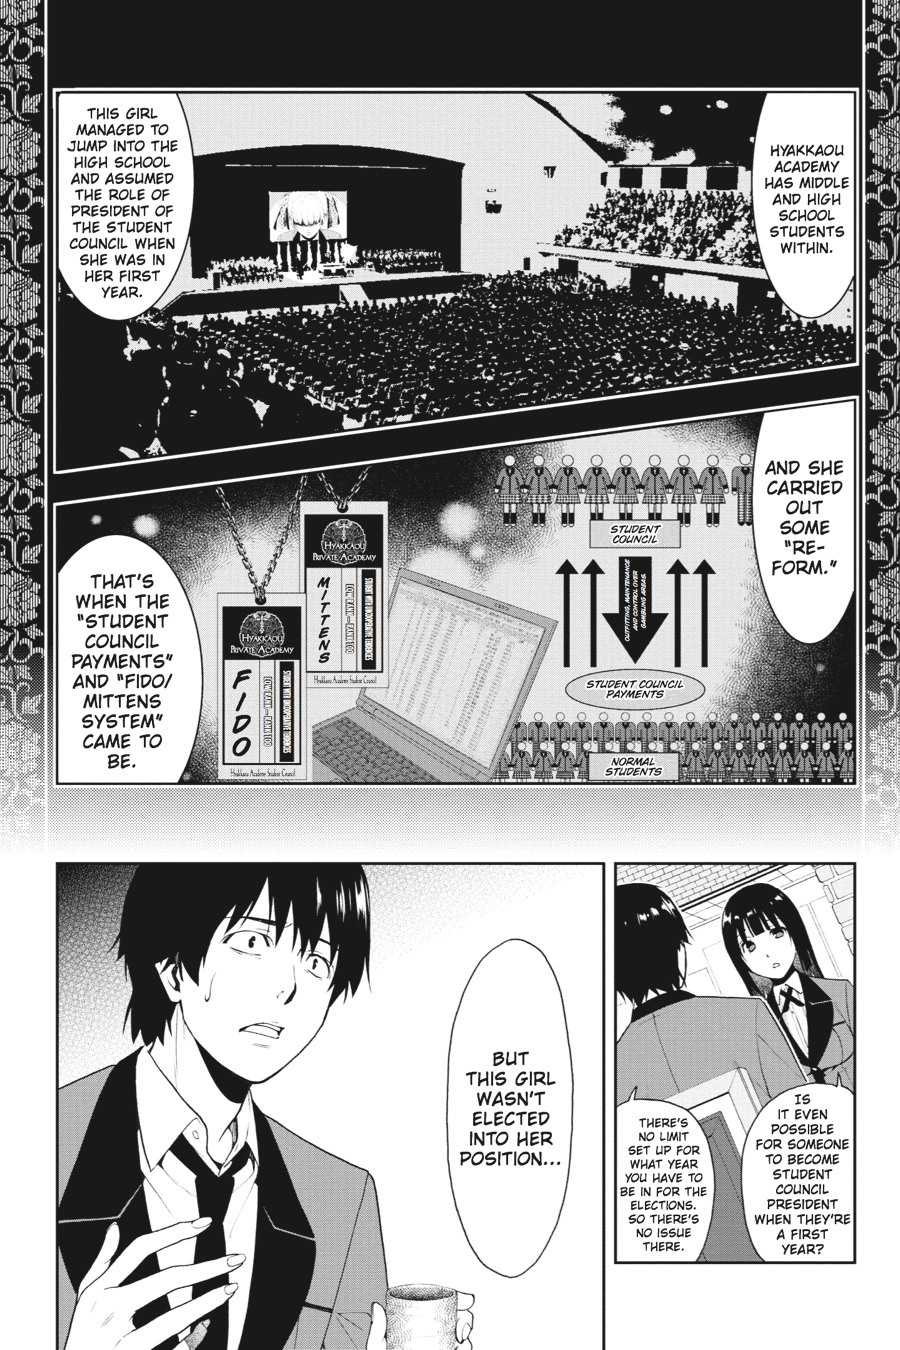 HYAKKAOU
ACADEMY
HAS MIDDLE
AND HIGH
SCHOOL
STUDENTS
WITHIN.
THIS GIRL
MANAGED TO
JUMP INTO THE
HIGH SCHOOL
AND ASSUMED
THE ROLE OF
PRESIDENT OF
THE STUDENT
COUNCIL WHEN
SHE WAS IN
HER FIRST
YEAR.
AND SHE
CARRIED
OUT
SOME
"RE-
FORM."
STUDENT
COUNCIL
OUTFITTING, MAINTENANCE
AND CONTROL OVER
GAMBLING AREAS.
STUDENT COUNCIL
PAYMENTS
NORMAL
STUDENTS
HYAKKAOU
PRIVATE ACADEMY
MITTENS
Hyakkaou Academy Student Council
HYAKKAOU
PRIVATE ACADEMY
FIDO
Hyakkaou Academy Student Council
THAT'S
WHEN THE
"STUDENT
COUNCIL
PAYMENTS"
AND "FIDO/
MITTENS
SYSTEM"
CAME TO
BE.
IS
IT EVEN
POSSIBLE
FOR SOMEONE
TO BECOME
STUDENT
COUNCIL
PRESIDENT
WHEN THEY'RE
A FIRST
YEAR?
THERE'S
NO LIMIT
SET UP FOR
WHAT YEAR
YOU HAVE TO
BE IN FOR THE
ELECTIONS.
SO THERE'S
NO ISSUE
THERE.
BUT
THIS GIRL
WASN'T
ELECTED
INTO HER
POSITION...